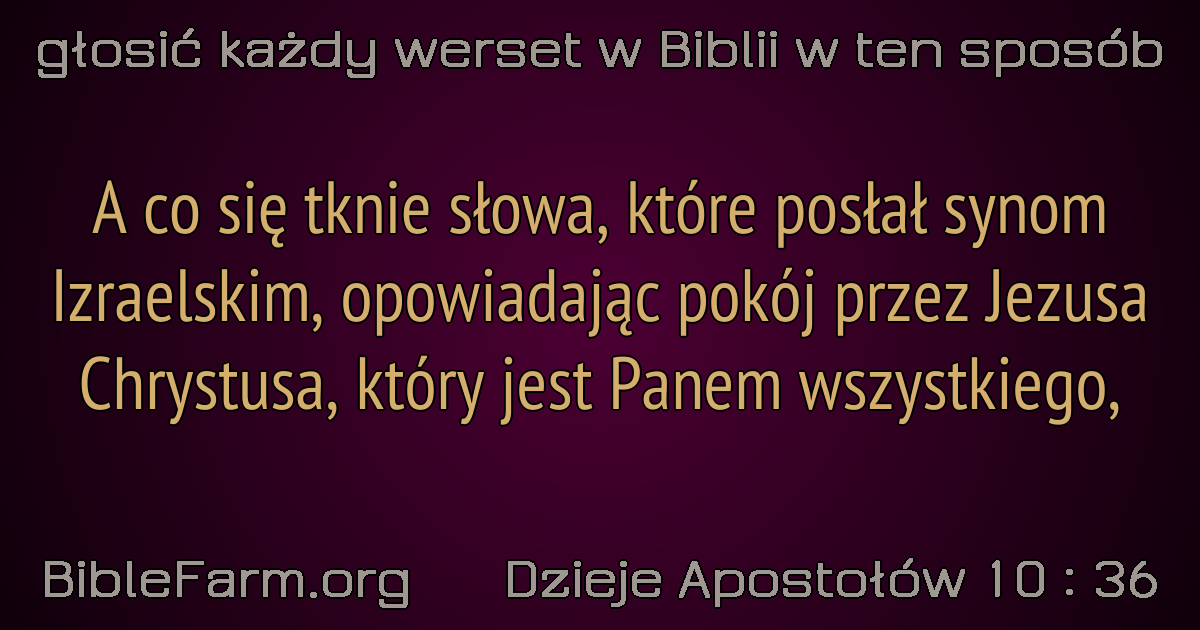 głosić każdy werset w Biblii w ten sposób
A co się tknie słowa, które posłał synom
Izraelskim, opowiadając pokój przez Jezusa
Chrystusa, który jest Panem wszystkiego,
BibleFarm.org Dzieje Apostołów 10 : 36